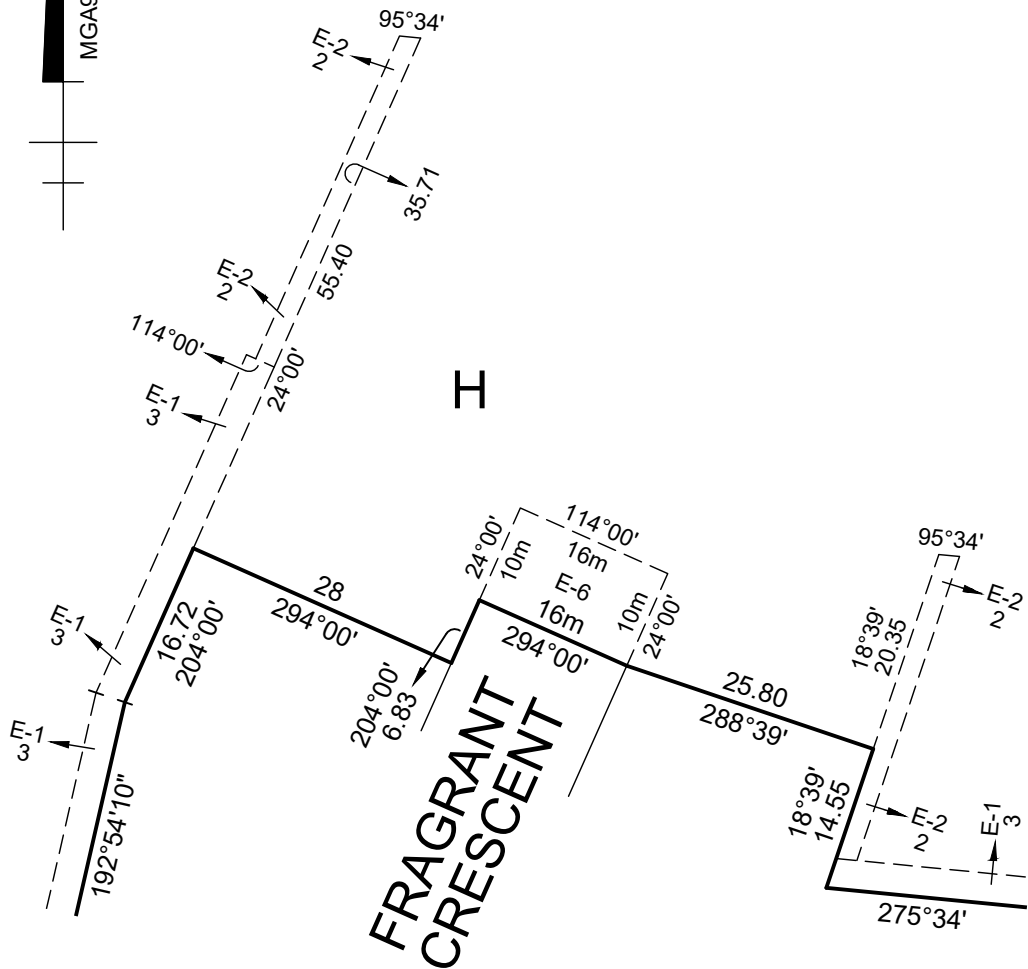 MGA9
95°34'
E-2
2
35.71
E-2
2
55.40
114°00'
24°00'
E-1
3
H
24°00'
10m
114°00'
16m
E-6
16m
10m
24°00'
294°00'
95°34'
E-2
2
18°39'
20.35
28
294°00'
16.72
204°00'
E-1
3
204°00'
6.83
25.80
288°39'
E-1
3
18°39'
14.55
E-2
2
E-1
3
192°54'10"
FRAGRANT
CRESCENT
275°34'